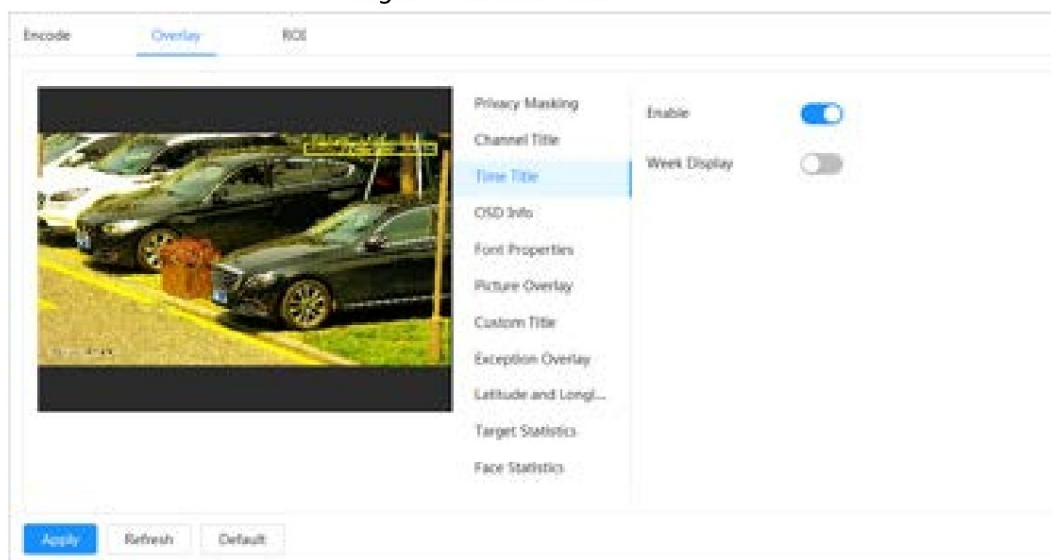 Encode Overlay ROI
Privacy Masking
Enable
Channel Title
Time Title
Week Display
OSD Info
Font Properties
Picture Overlay
Custom Title
Exception Overlay
Latitude and Longi...
Target Statistics
Face Statistics
Apply Refresh Default